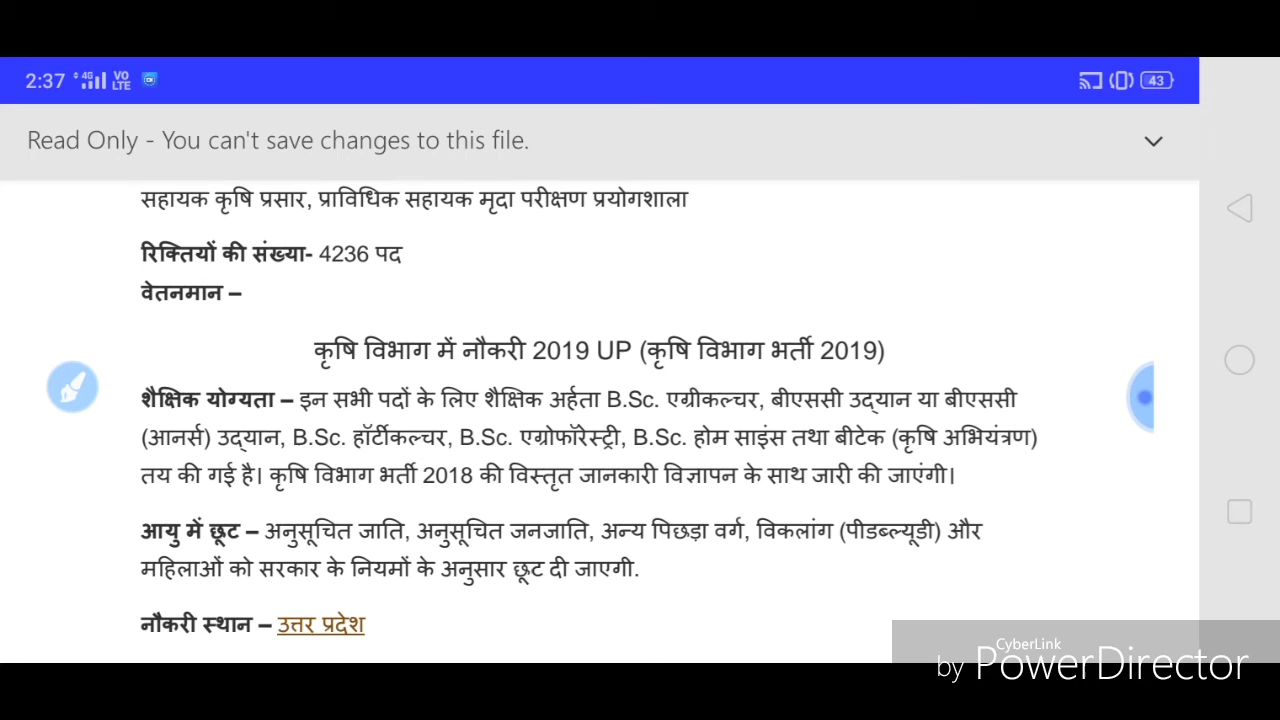 2:37 4G VO LTE 43
Read Only - You can't save changes to this file.
सहायक कृषि प्रसार, प्राविधिक सहायक मृदा परीक्षण प्रयोगशाला
रिक्तियों की संख्या- 4236 पद
वेतनमान –
कृषि विभाग में नौकरी 2019 UP (कृषि विभाग भर्ती 2019)
शैक्षिक योग्यता – इन सभी पदों के लिए शैक्षिक अर्हता B.Sc. एग्रीकल्चर, बीएससी उद्यान या बीएससी
(आनर्स) उद्यान, B.Sc. हॉर्टीकल्चर, B.Sc. एग्रोफॉरेस्ट्री, B.Sc. होम साइंस तथा बीटेक (कृषि अभियंत्रण)
तय की गई है। कृषि विभाग भर्ती 2018 की विस्तृत जानकारी विज्ञापन के साथ जारी की जाएंगी।
आयु में छूट – अनुसूचित जाति, अनुसूचित जनजाति, अन्य पिछड़ा वर्ग, विकलांग (पीडब्ल्यूडी) और
महिलाओं को सरकार के नियमों के अनुसार छूट दी जाएगी.
नौकरी स्थान – उत्तर प्रदेश
CyberLink
by PowerDirector